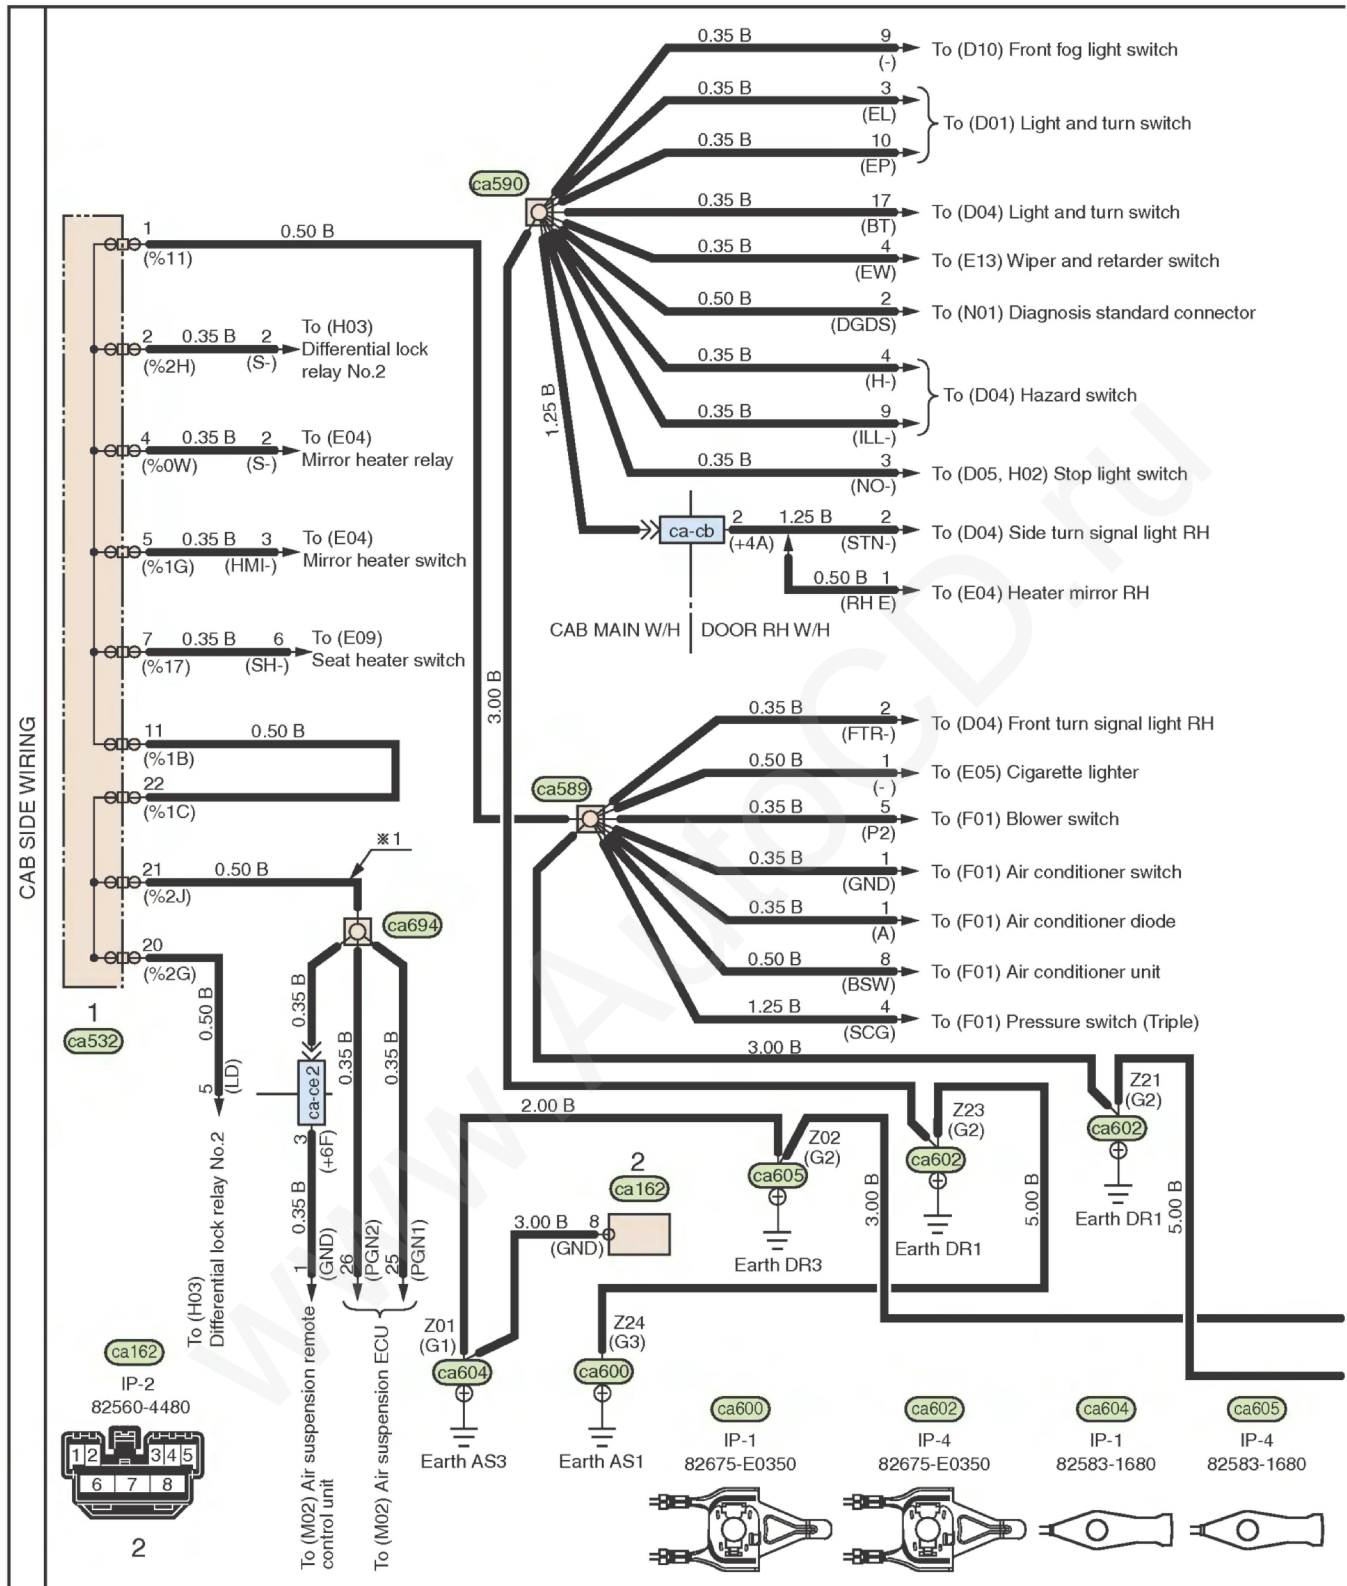 CAB SIDE WIRING
0.35 B 9
(-)
To (D10) Front fog light switch
0.35 B 3
(EL)
To (D01) Light and turn switch
0.35 B 10
(EP)
ca590
0.35 B 17
(BT)
To (D04) Light and turn switch
0.35 B 4
(EW)
To (E13) Wiper and retarder switch
0.50 B 2
(DGDS)
To (N01) Diagnosis standard connector
0.35 B 4
(H-)
To (D04) Hazard switch
0.35 B 9
(ILL-)
0.35 B 3
(NO-)
To (D05, H02) Stop light switch
1.25 B
ca-cb
2 1.25 B 2
(+4A) (STN-)
To (D04) Side turn signal light RH
0.50 B 1
(RH E)
To (E04) Heater mirror RH
CAB MAIN W/H
DOOR RH W/H
1 0.50 B
(%11)
2 0.35 B 2
(%2H) (S-)
To (H03)
Differential lock
relay No.2
4 0.35 B 2
(%0W) (S-)
To (E04)
Mirror heater relay
5 0.35 B 3
(%1G) (HMI-)
To (E04)
Mirror heater switch
7 0.35 B 6
(%17) (SH-)
To (E09)
Seat heater switch
11 0.50 B
(%1B)
22
(%1C)
21 0.50 B
(%2J)
※1
ca694
20
(%2G)
1
ca532
3.00 B
0.35 B 2
(FTR-)
To (D04) Front turn signal light RH
0.50 B 1
(-)
To (E05) Cigarette lighter
ca589
0.35 B 5
(P2)
To (F01) Blower switch
0.35 B 1
(GND)
To (F01) Air conditioner switch
0.35 B 1
(A)
To (F01) Air conditioner diode
0.50 B 8
(BSW)
To (F01) Air conditioner unit
1.25 B 4
(SCG)
To (F01) Pressure switch (Triple)
3.00 B
0.50 B
5
(LD)
To (H03)
Differential lock relay No.2
0.35 B
ca-ce2
3
(+6F)
0.35 B
1
(GND)
To (M02) Air suspension remote
control unit
0.35 B
26
(PGN2)
0.35 B
25
(PGN1)
To (M02) Air suspension ECU
2.00 B
Z02
(G2)
ca605
Earth DR3
3.00 B
Z23
(G2)
ca602
Earth DR1
5.00 B
Z21
(G2)
ca602
Earth DR1
5.00 B
2
ca162
3.00 B 8
(GND)
Z01
(G1)
ca604
Earth AS3
Z24
(G3)
ca600
Earth AS1
ca162
IP-2
82560-4480
1 2 3 4 5
6 7 8
2
ca600
IP-1
82675-E0350
ca602
IP-4
82675-E0350
ca604
IP-1
82583-1680
ca605
IP-4
82583-1680
www.AutoCD.ru